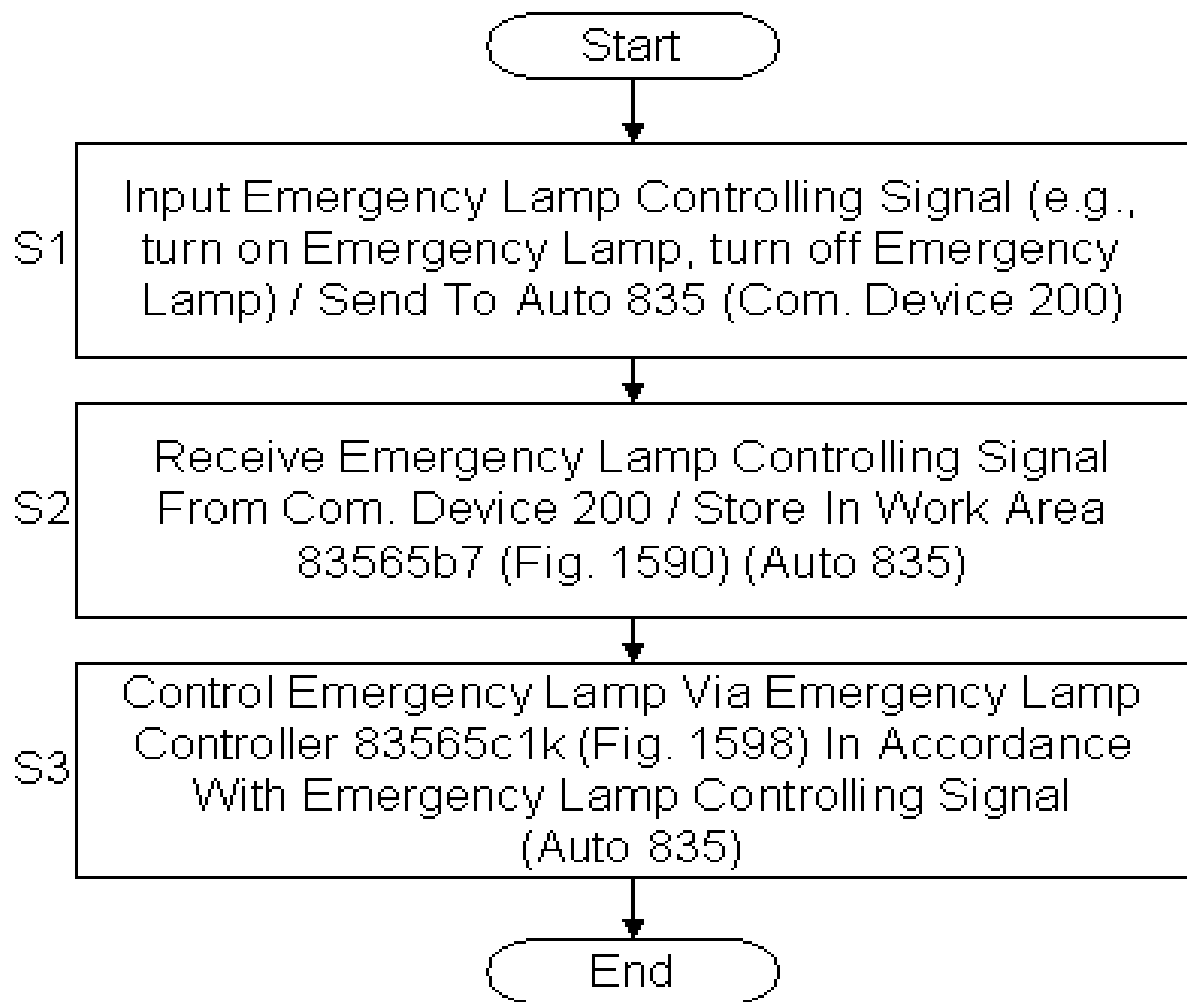 Start
S1
Input Emergency Lamp Controlling Signal (e.g.,
turn on Emergency Lamp, turn off Emergency
Lamp) / Send To Auto 835 (Com. Device 200)
S2
Receive Emergency Lamp Controlling Signal
From Com. Device 200 / Store In Work Area
83565b7 (Fig. 1590) (Auto 835)
S3
Control Emergency Lamp Via Emergency Lamp
Controller 83565c1k (Fig. 1598) In Accordance
With Emergency Lamp Controlling Signal
(Auto 835)
End